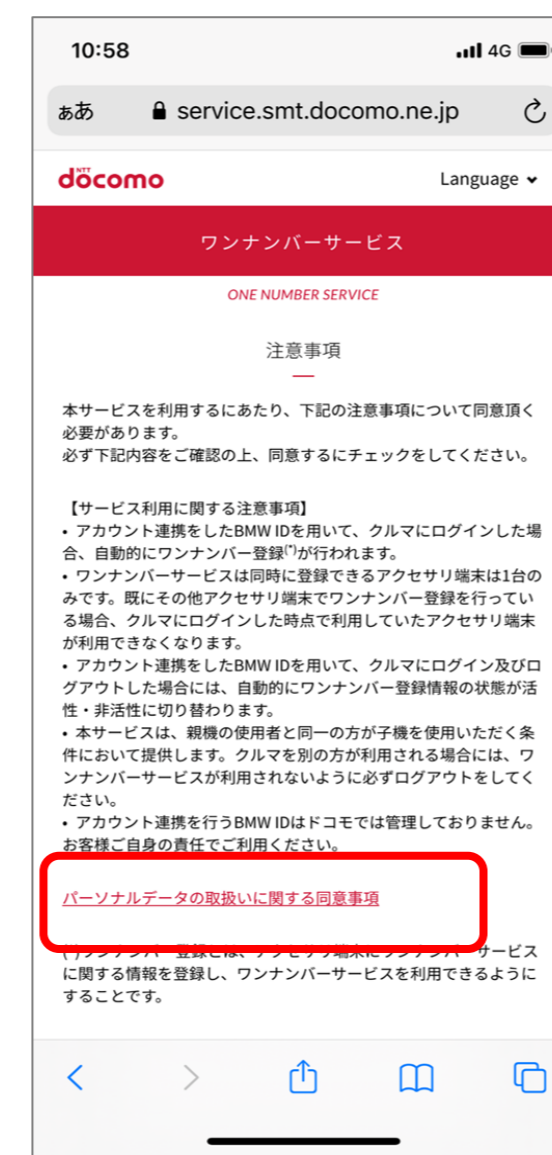 10:58
4G
ぁあ
service.smt.docomo.ne.jp
NTT
döcomo
Language
ワンナンバーサービス
ONE NUMBER SERVICE
注意事項
本サービスを利用するにあたり、下記の注意事項について同意頂く
必要があります。
必ず下記内容をご確認の上、同意するにチェックをしてください。
【サービス利用に関する注意事項】
• アカウント連携をしたBMW IDを用いて、クルマにログインした場
合、自動的にワンナンバー登録(*)が行われます。
• ワンナンバーサービスは同時に登録できるアクセサリ端末は1台の
みです。既にその他アクセサリ端末でワンナンバー登録を行ってい
る場合、クルマにログインした時点で利用していたアクセサリ端末
が利用できなくなります。
• アカウント連携をしたBMW IDを用いて、クルマにログイン及びロ
グアウトした場合には、自動的にワンナンバー登録情報の状態が活
性・非活性に切り替わります。
• 本サービスは、親機の使用者と同一の方が子機を使用いただく条
件において提供します。クルマを別の方が利用される場合には、ワ
ンナンバーサービスが利用されないように必ずログアウトをしてく
ださい。
• アカウント連携を行うBMW IDはドコモでは管理しておりません。
お客様ご自身の責任でご利用ください。
パーソナルデータの取扱いに関する同意事項
(*)ワンナンバー登録とは、アクセサリ端末にワンナンバーサービス
に関する情報を登録し、ワンナンバーサービスを利用できるように
することです。